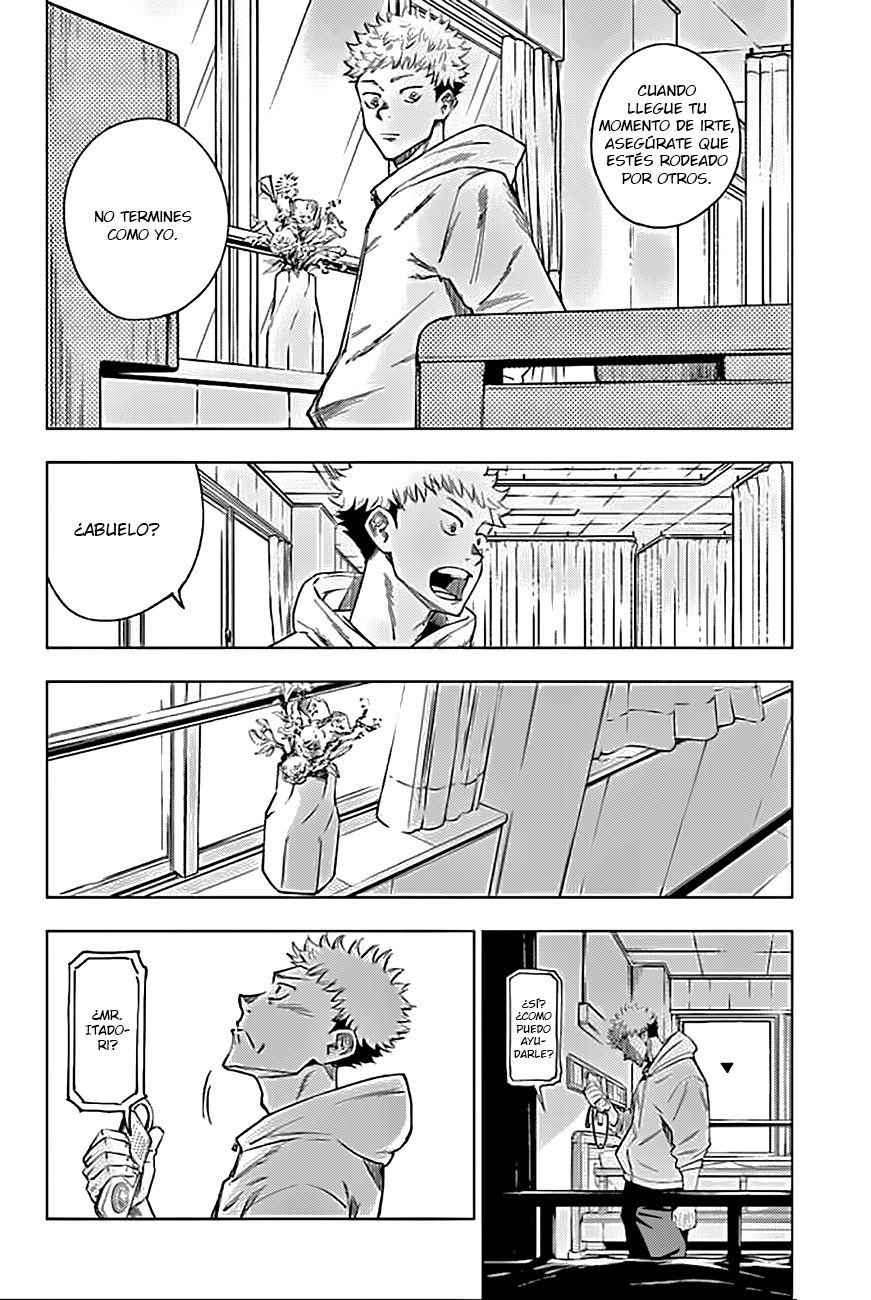 CUANDO
LLEGUE TU
MOMENTO DE IRTE,
ASEGÚRATE QUE
ESTÉS RODEADO
POR OTROS.
NO TERMINES
COMO YO.
¿ABUELO?
¿SÍ?
¿COMO
PUEDO
AYU-
DARLE?
¿MR.
ITADO-
RI?